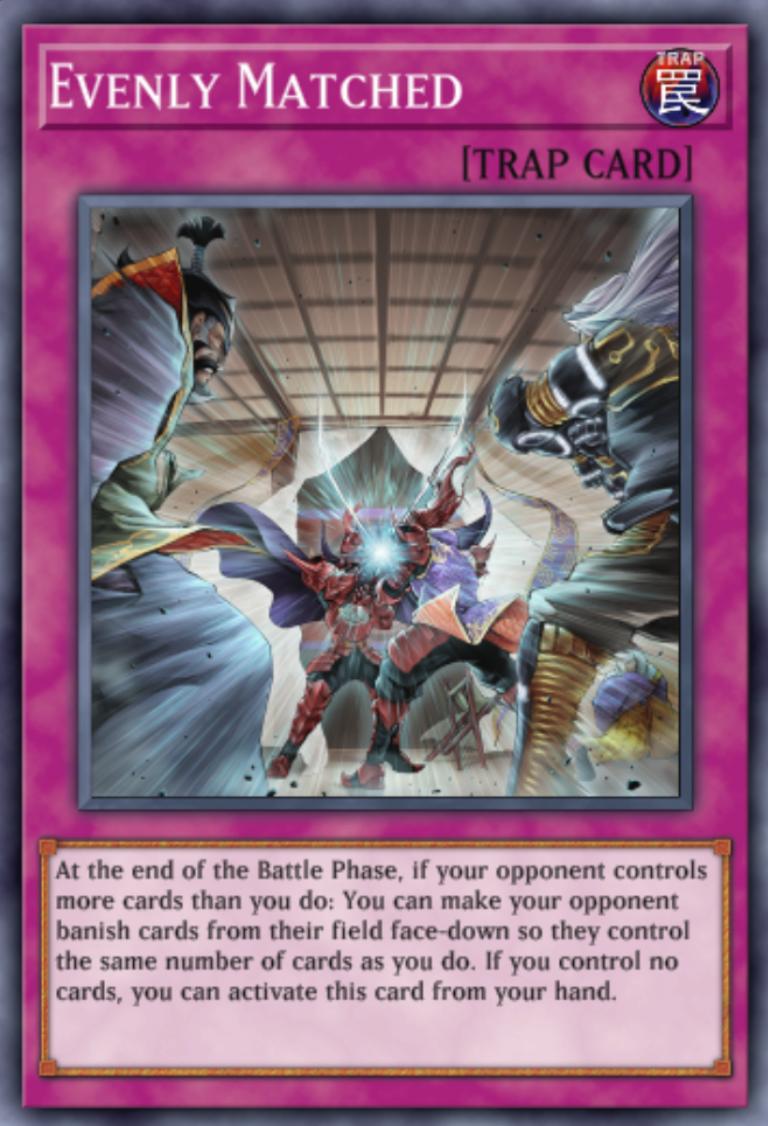 Evenly Matched
TRAP
罠
[TRAP CARD]
At the end of the Battle Phase, if your opponent controls
more cards than you do: You can make your opponent
banish cards from their field face-down so they control
the same number of cards as you do. If you control no
cards, you can activate this card from your hand.